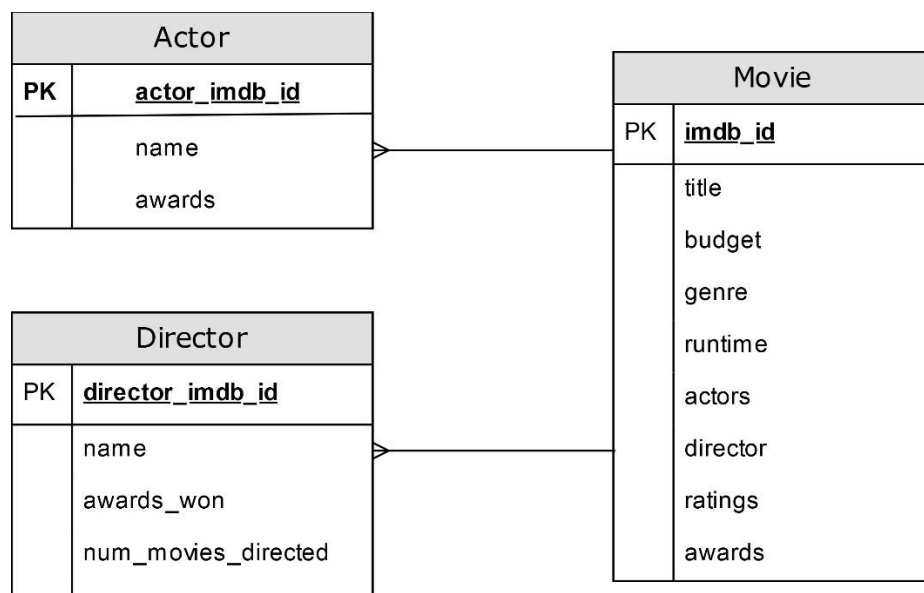 Actor
PK actor_imdb_id
name
awards
Movie
PK imdb_id
title
budget
genre
runtime
actors
director
ratings
awards
Director
PK director_imdb_id
name
awards_won
num_movies_directed